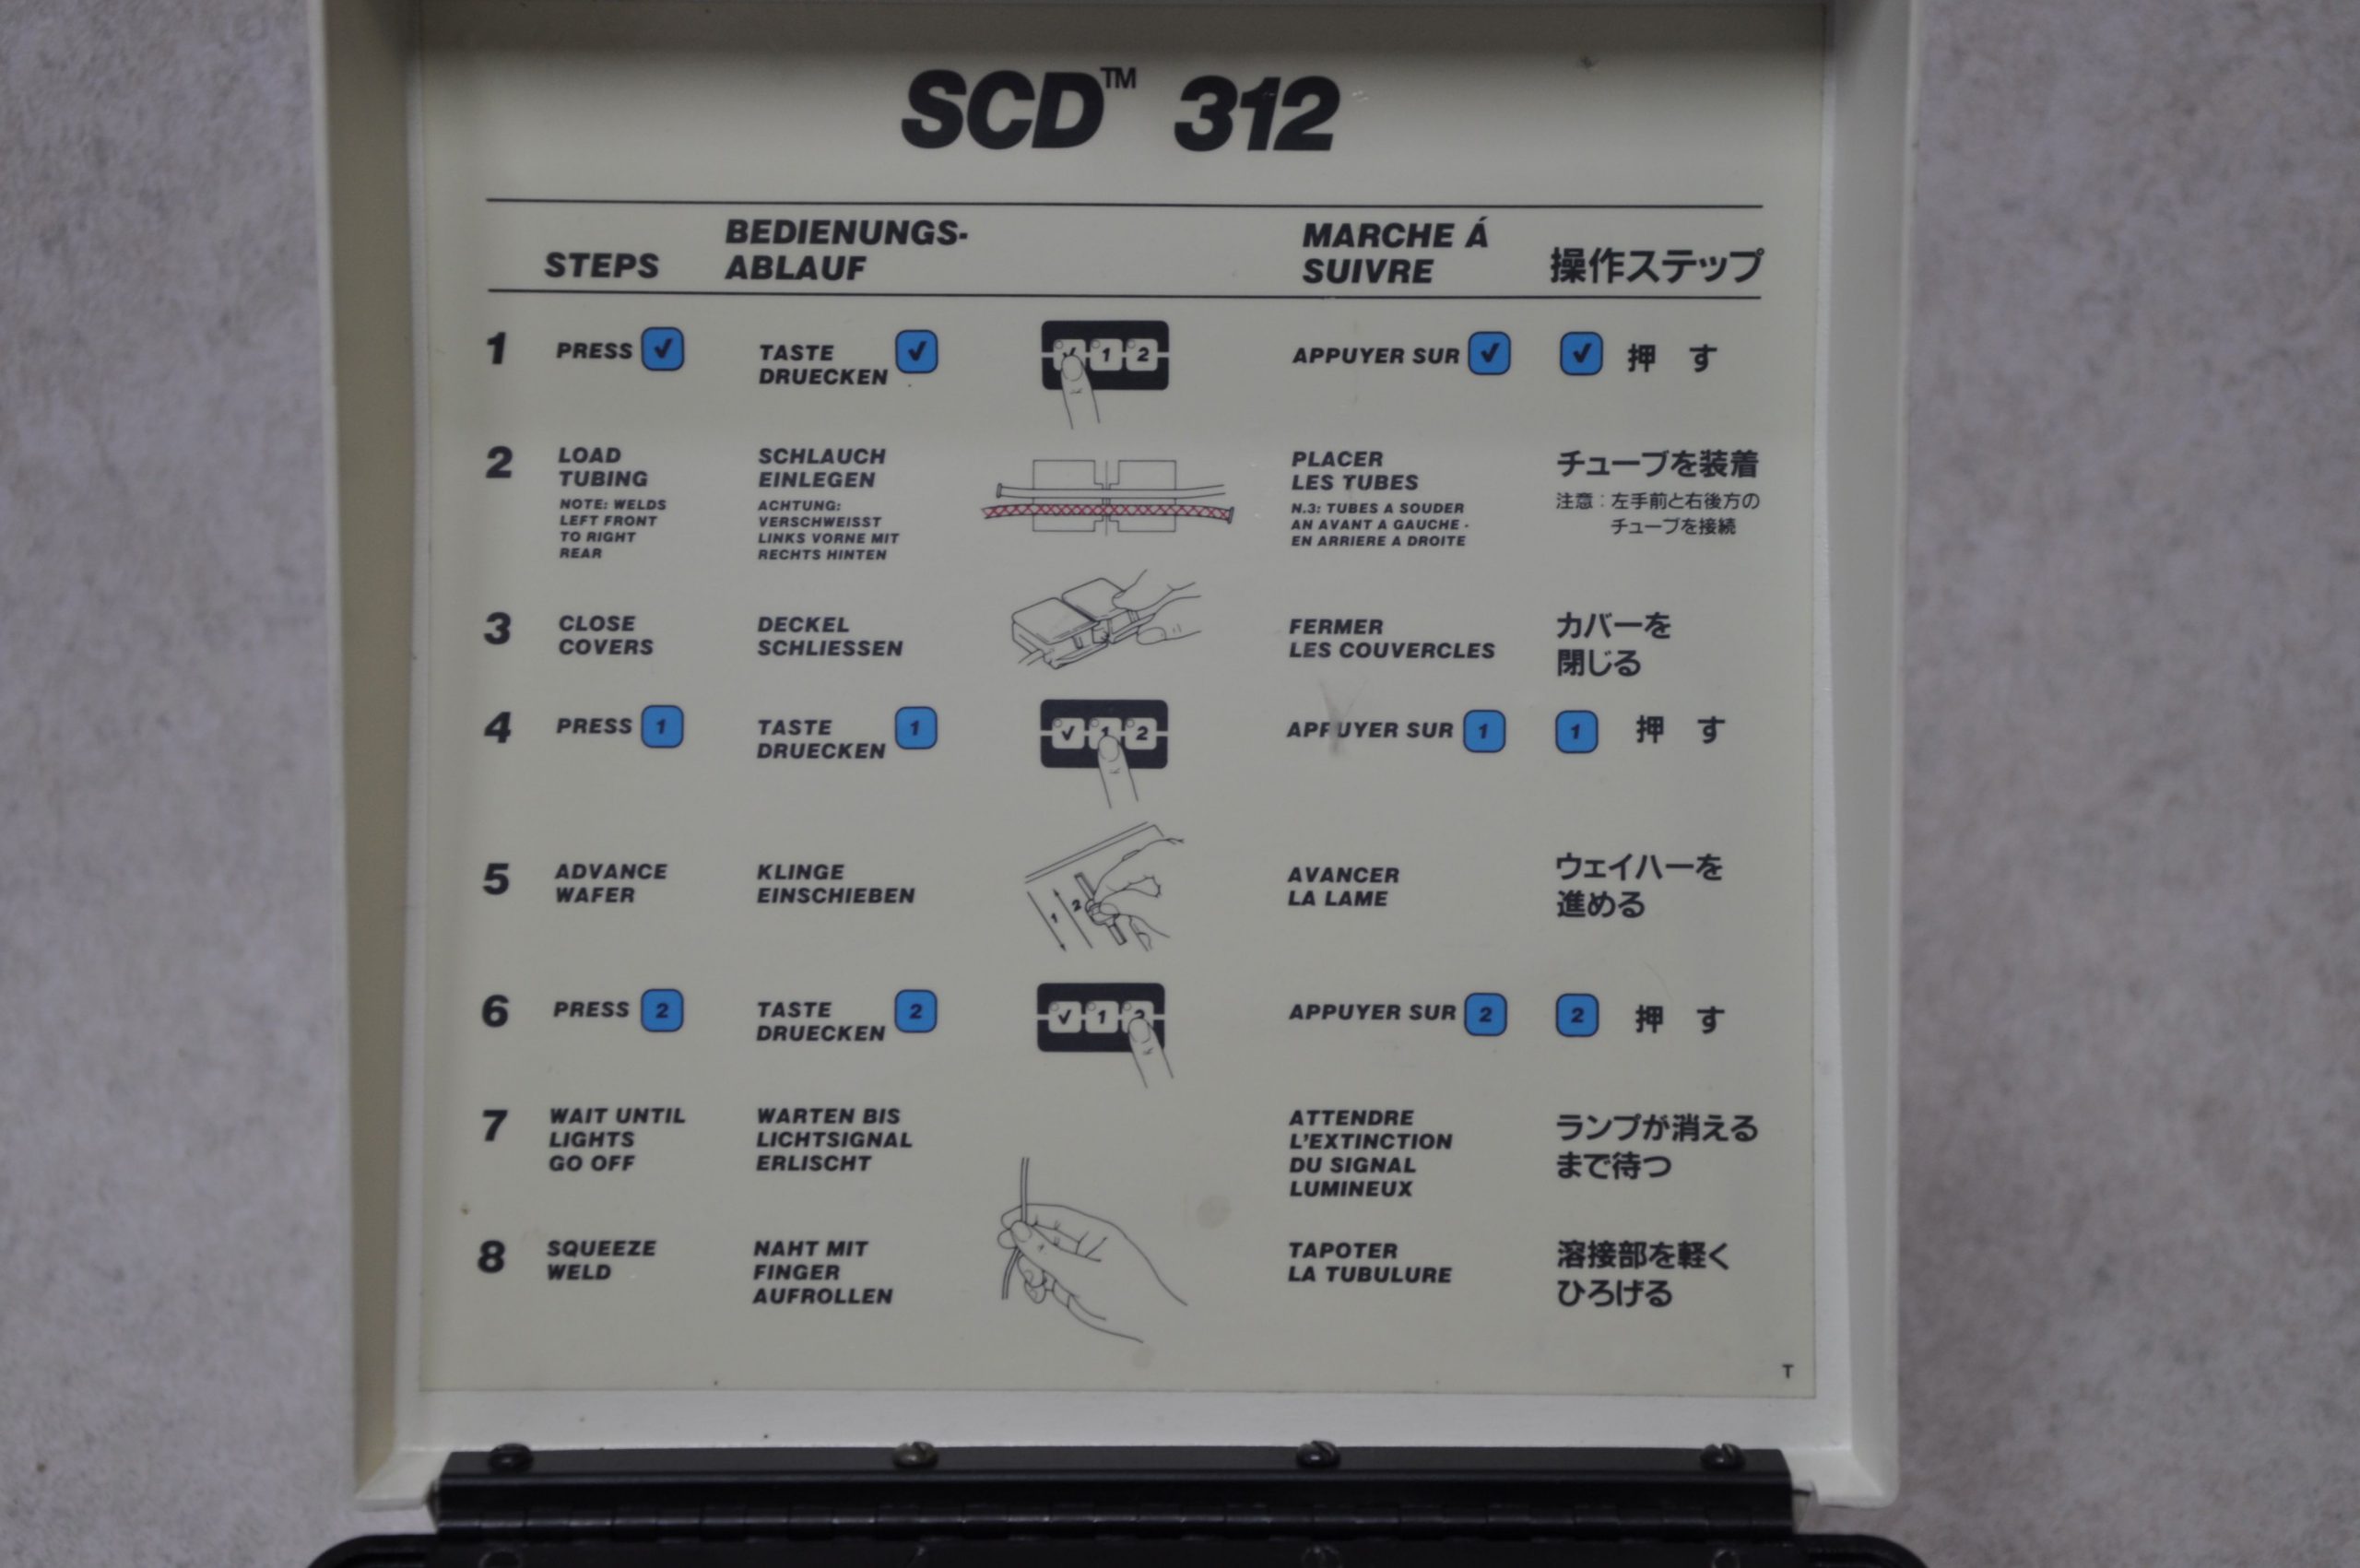 SCD™ 312
STEPS
BEDIENUNGS-
ABLAUF
MARCHE Á
SUIVRE
操作ステップ
1
PRESS ✓
TASTE ✓
DRUECKEN
✓ 1 2
APPUYER SUR ✓
✓ 押 す
2
LOAD
TUBING
NOTE: WELDS
LEFT FRONT
TO RIGHT
REAR
SCHLAUCH
EINLEGEN
ACHTUNG:
VERSCHWEISST
LINKS VORNE MIT
RECHTS HINTEN
PLACER
LES TUBES
N.3: TUBES A SOUDER
AN AVANT A GAUCHE -
EN ARRIERE A DROITE
チューブを装着
注意：左手前と右後方の
チューブを接続
3
CLOSE
COVERS
DECKEL
SCHLIESSEN
FERMER
LES COUVERCLES
カバーを
閉じる
4
PRESS 1
TASTE 1
DRUECKEN
✓ 1 2
APPUYER SUR 1
1 押 す
5
ADVANCE
WAFER
KLINGE
EINSCHIEBEN
1 2
AVANCER
LA LAME
ウェイハーを
進める
6
PRESS 2
TASTE 2
DRUECKEN
✓ 1 2
APPUYER SUR 2
2 押 す
7
WAIT UNTIL
LIGHTS
GO OFF
WARTEN BIS
LICHTSIGNAL
ERLISCHT
ATTENDRE
L'EXTINCTION
DU SIGNAL
LUMINEUX
ランプが消える
まで待つ
8
SQUEEZE
WELD
NAHT MIT
FINGER
AUFROLLEN
TAPOTER
LA TUBULURE
溶接部を軽く
ひろげる
T